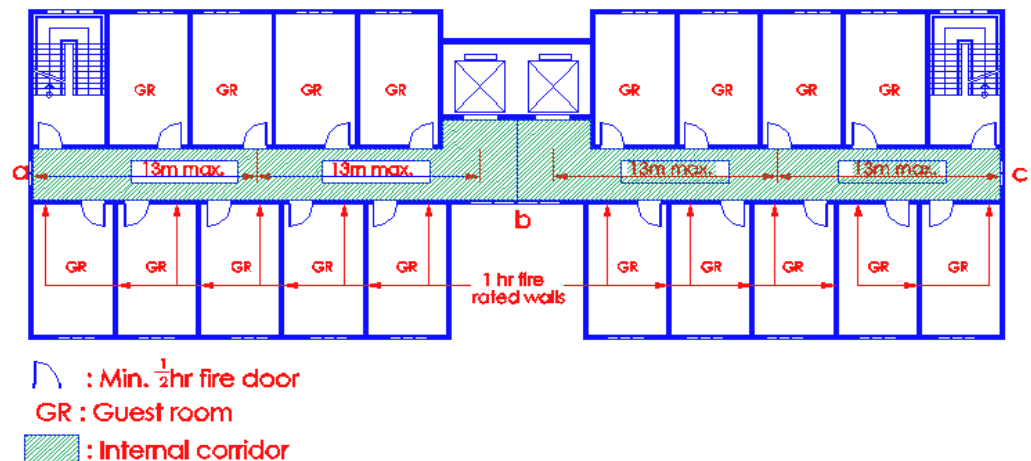 GR GR GR GR GR GR GR GR
a 13m max. 13m max. 13m max. 13m max. c
b
GR GR GR GR GR GR GR GR GR GR
1 hr fire
rated walls
: Min. ½hr fire door
GR : Guest room
: Internal corridor